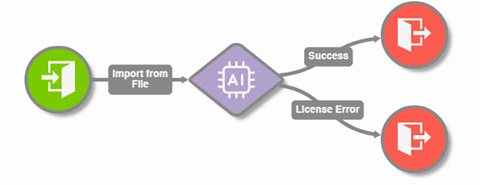 Success
Import from
File
AI
License Error